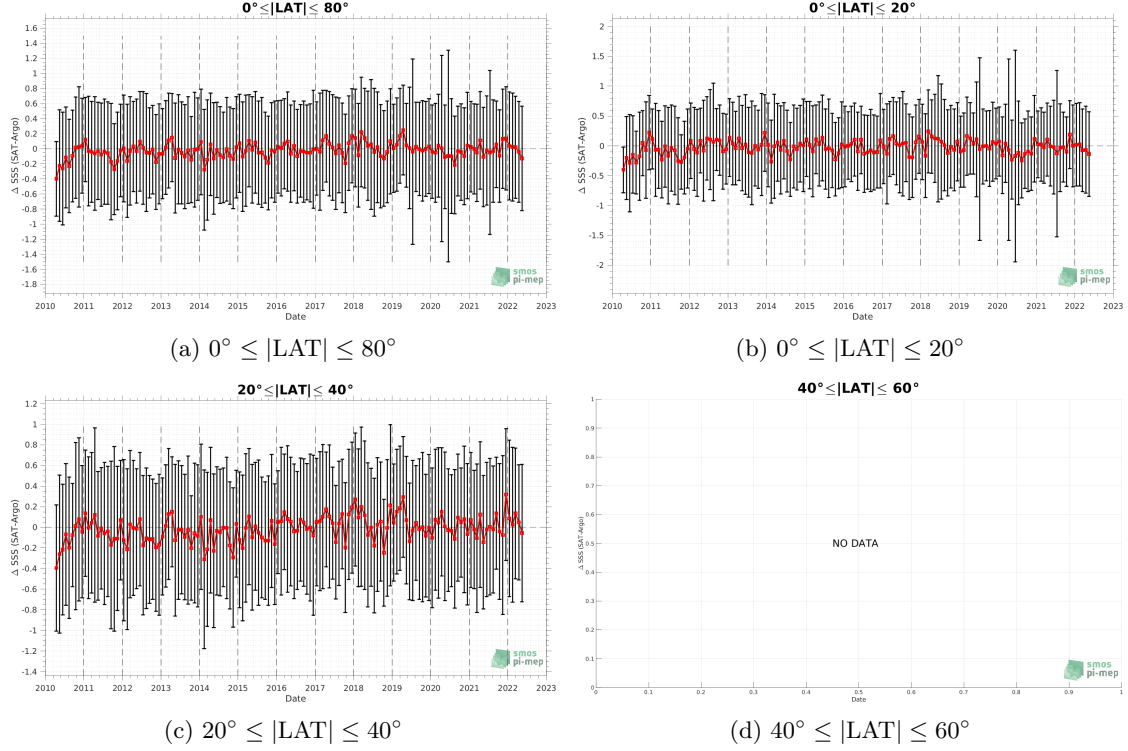 0°≤|LAT|≤ 80°
Δ SSS (SAT-Argo)
1.6
1.4
1.2
1
0.8
0.6
0.4
0.2
0
-0.2
-0.4
-0.6
-0.8
-1
-1.2
-1.4
-1.6
-1.8
2010 2011 2012 2013 2014 2015 2016 2017 2018 2019 2020 2021 2022 2023
Date
smos
pi-mep
(a) 0° ≤ |LAT| ≤ 80°
0°≤|LAT|≤ 20°
Δ SSS (SAT-Argo)
2
1.5
1
0.5
0
-0.5
-1
-1.5
-2
2010 2011 2012 2013 2014 2015 2016 2017 2018 2019 2020 2021 2022 2023
Date
smos
pi-mep
(b) 0° ≤ |LAT| ≤ 20°
20°≤|LAT|≤ 40°
Δ SSS (SAT-Argo)
1.2
1
0.8
0.6
0.4
0.2
0
-0.2
-0.4
-0.6
-0.8
-1
-1.2
-1.4
2010 2011 2012 2013 2014 2015 2016 2017 2018 2019 2020 2021 2022 2023
Date
smos
pi-mep
(c) 20° ≤ |LAT| ≤ 40°
40°≤|LAT|≤ 60°
Δ SSS (SAT-Argo)
1
0.9
0.8
0.7
0.6
0.5
0.4
0.3
0.2
0.1
0
NO DATA
0 0.1 0.2 0.3 0.4 0.5 0.6 0.7 0.8 0.9 1
Date
smos
pi-mep
(d) 40° ≤ |LAT| ≤ 60°